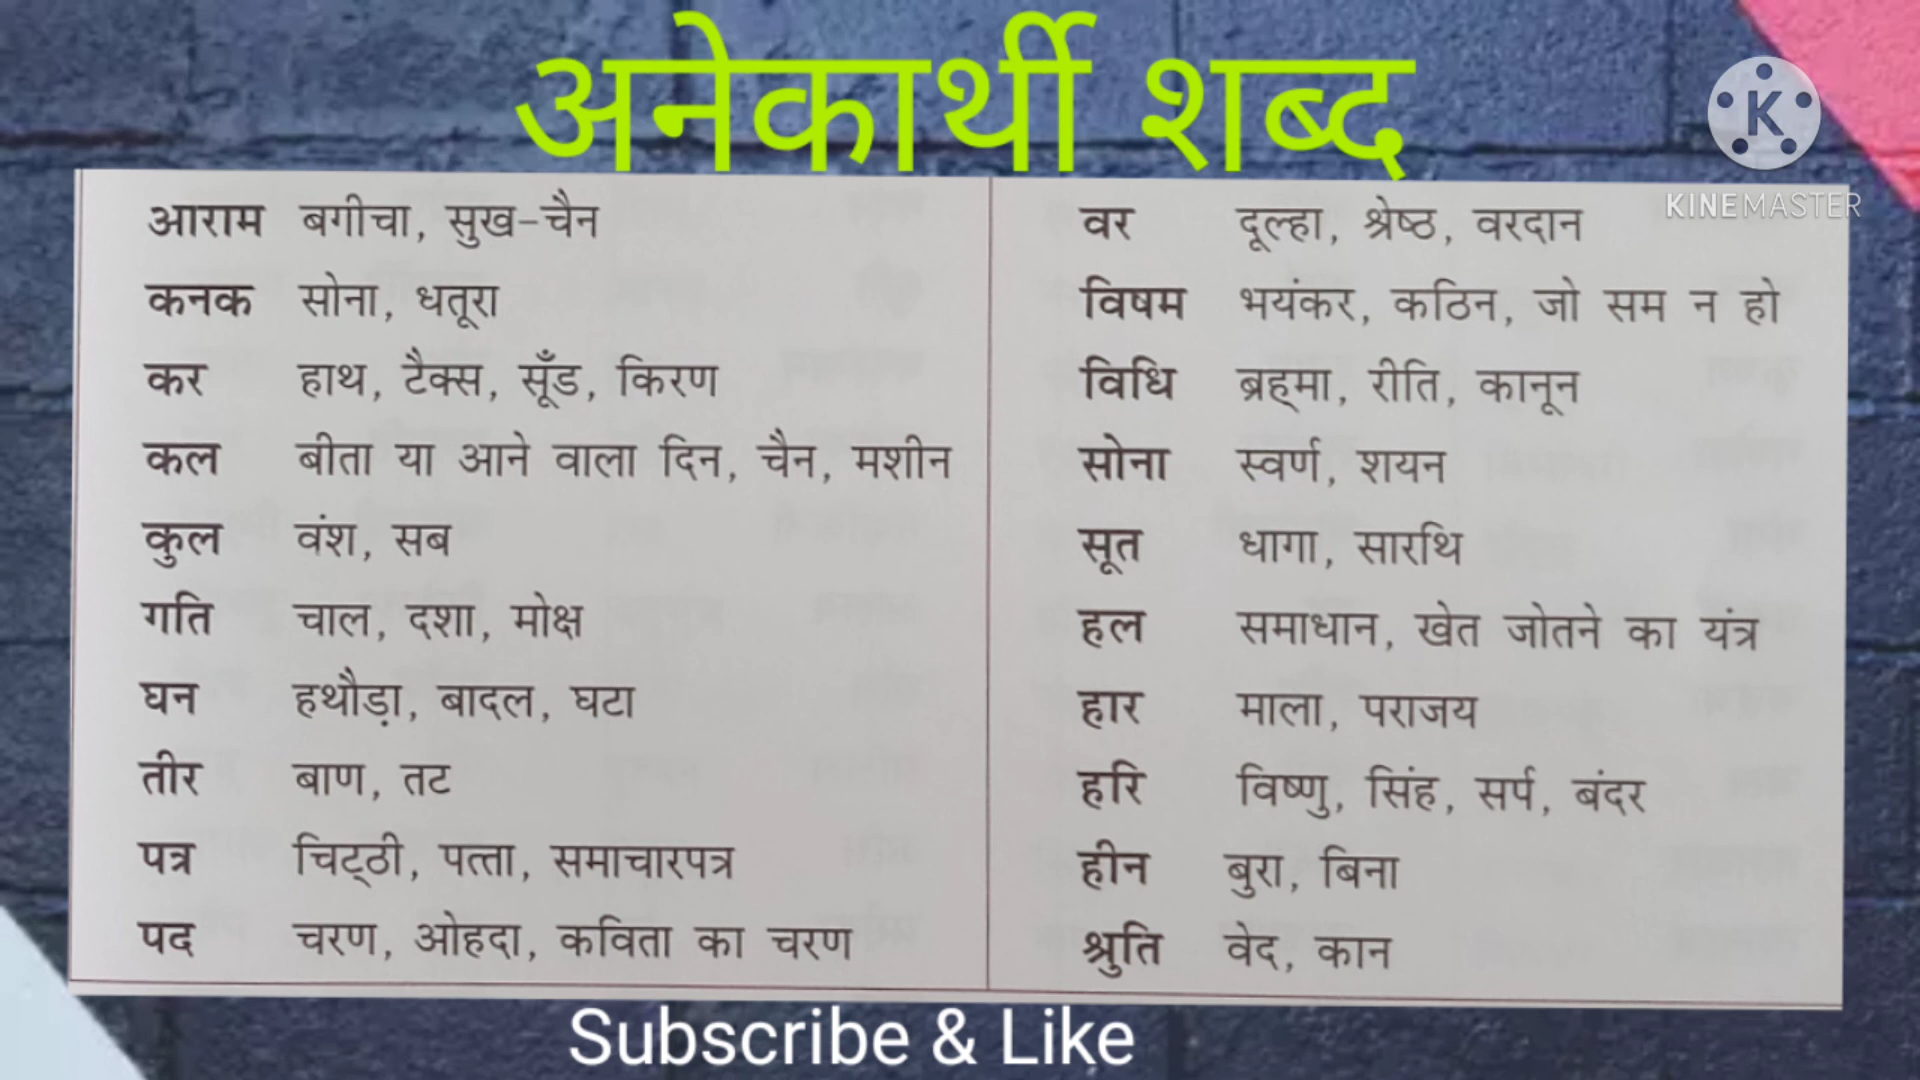 अनेकार्थी शब्द
KINEMASTER
आराम बगीचा, सुख-चैन
कनक सोना, धतूरा
कर हाथ, टैक्स, सूँड, किरण
कल बीता या आने वाला दिन, चैन, मशीन
कुल वंश, सब
गति चाल, दशा, मोक्ष
घन हथौड़ा, बादल, घटा
तीर बाण, तट
पत्र चिट्ठी, पत्ता, समाचारपत्र
पद चरण, ओहदा, कविता का चरण
वर दूल्हा, श्रेष्ठ, वरदान
विषम भयंकर, कठिन, जो सम न हो
विधि ब्रह्मा, रीति, कानून
सोना स्वर्ण, शयन
सूत धागा, सारथि
हल समाधान, खेत जोतने का यंत्र
हार माला, पराजय
हरि विष्णु, सिंह, सर्प, बंदर
हीन बुरा, बिना
श्रुति वेद, कान
Subscribe & Like